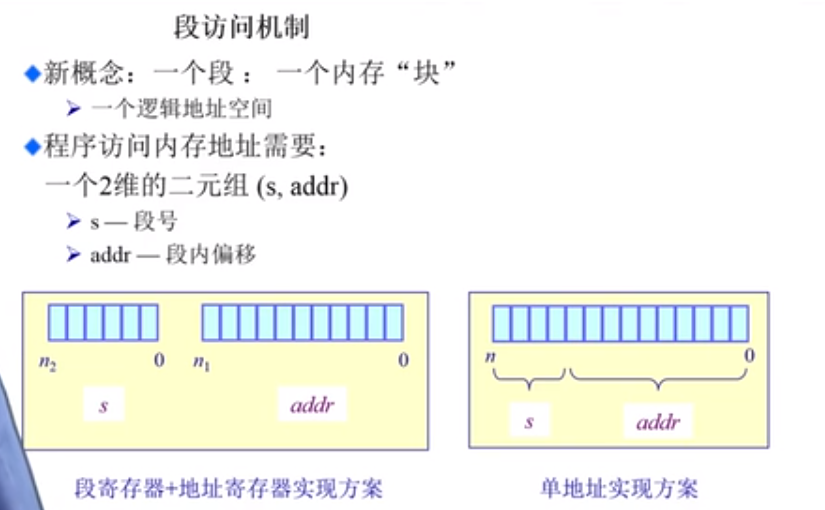 段访问机制
◆新概念：一个段： 一个内存“块”
➢ 一个逻辑地址空间
◆程序访问内存地址需要：
一个2维的二元组 (s, addr)
➢ s — 段号
➢ addr — 段内偏移
n₂ 0 n₁ 0
s addr
段寄存器+地址寄存器实现方案
n 0
s addr
单地址实现方案